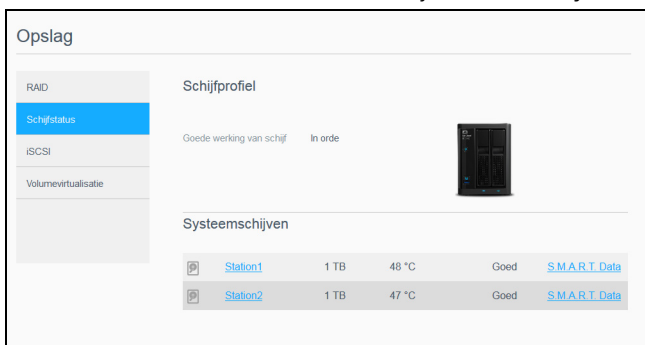 Opslag
RAID
Schijfstatus
iSCSI
Volumevirtualisatie
Schijfprofiel
Goede werking van schijf In orde
Systeemschijven
Station1 1 TB 48 °C Goed S.M.A.R.T. Data
Station2 1 TB 47 °C Goed S.M.A.R.T. Data